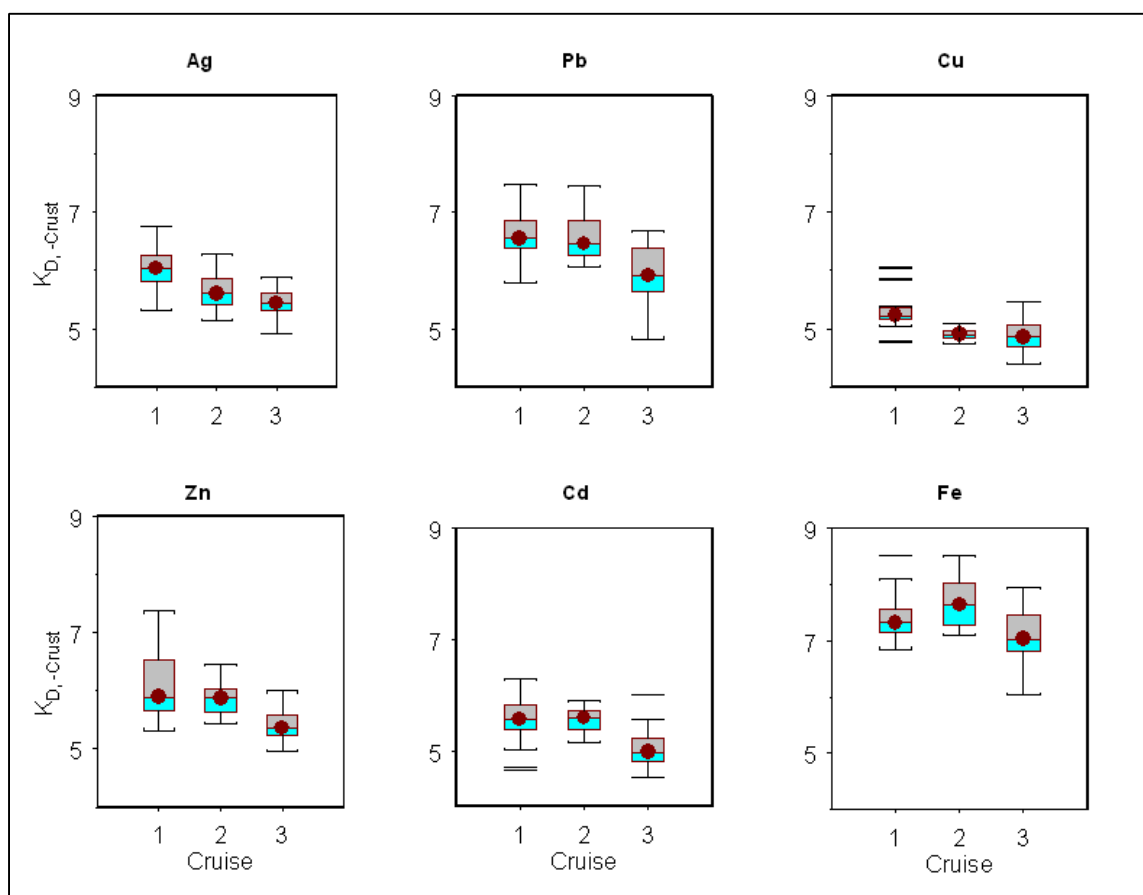 Ag Pb Cu
9 9 9
7 7 7
5 5 5
K_D, -Crust
1 2 3 1 2 3 1 2 3
Zn Cd Fe
9 9 9
7 7 7
5 5 5
K_D, -Crust
1 2 3 1 2 3 1 2 3
Cruise Cruise Cruise